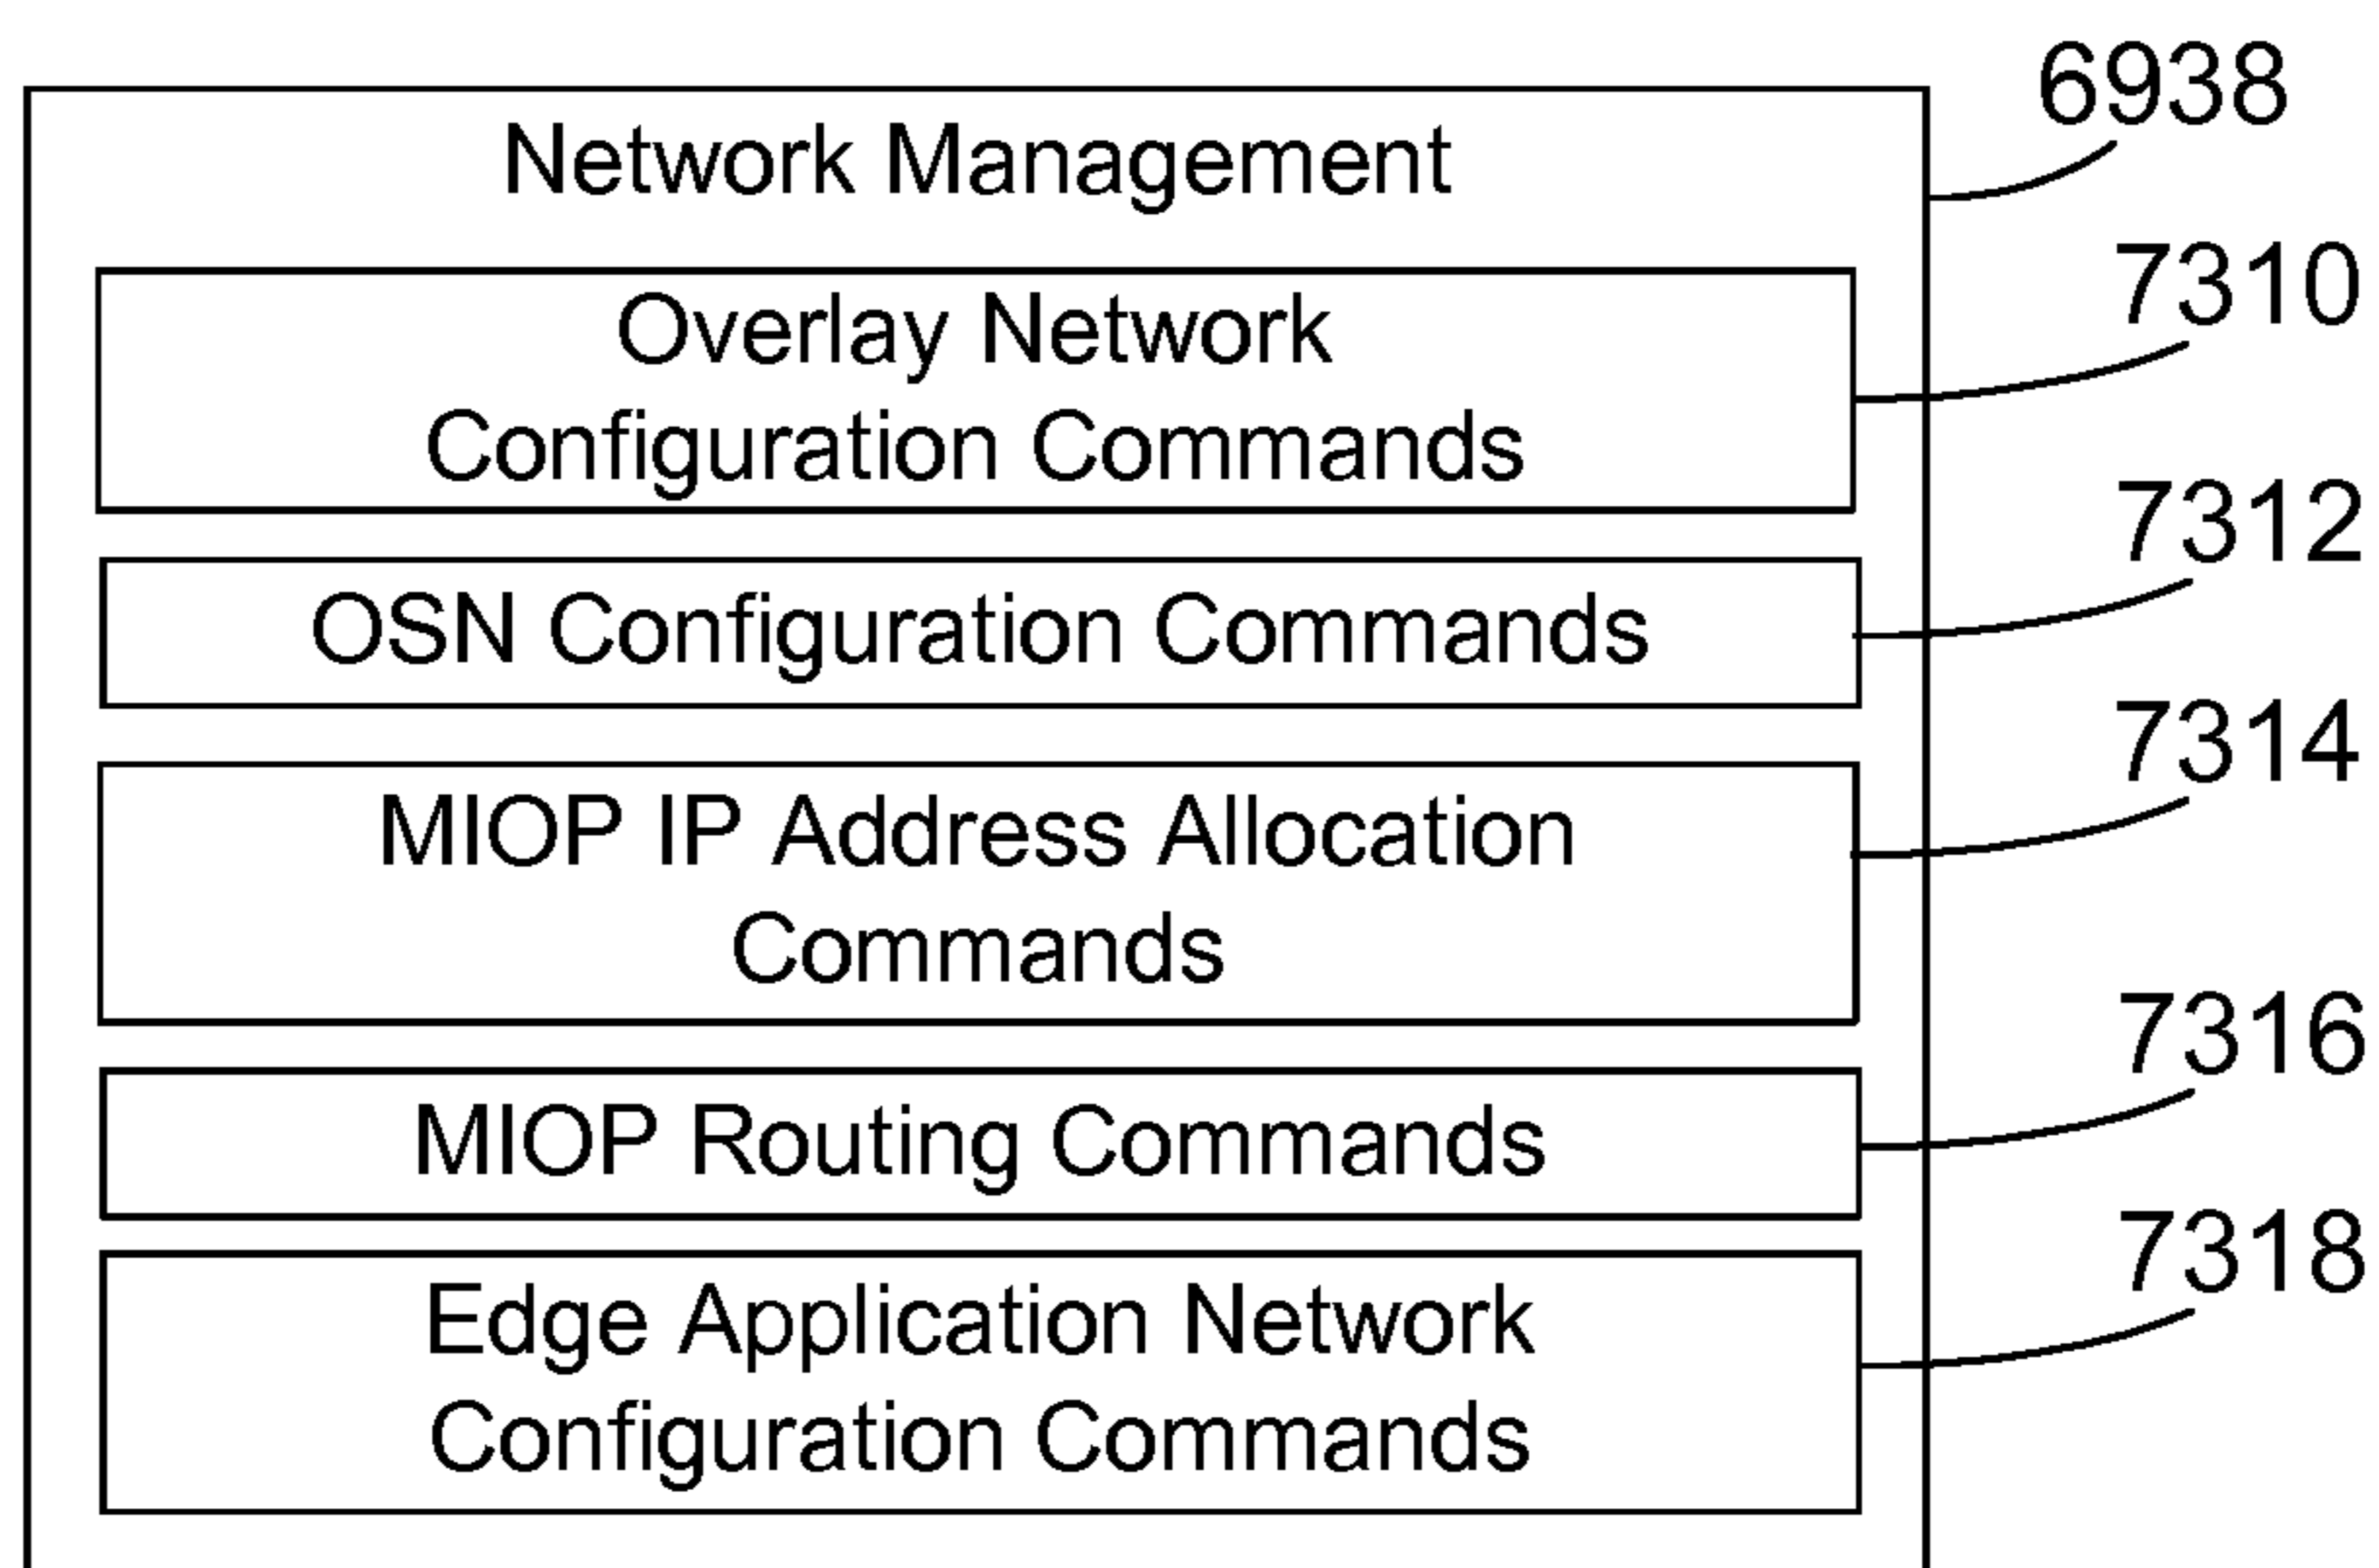 6938
Network Management
7310
Overlay Network
Configuration Commands
7312
OSN Configuration Commands
7314
MIOP IP Address Allocation
Commands
7316
MIOP Routing Commands
7318
Edge Application Network
Configuration Commands